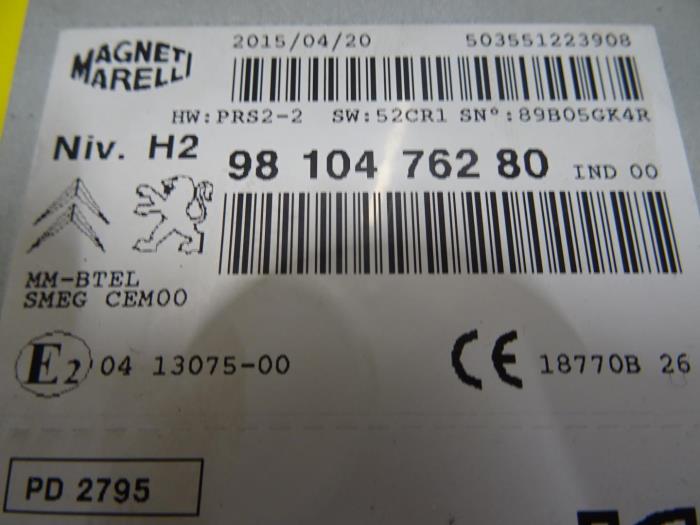 MAGNETI
MARELLI
2015/04/20 503551223908
HW:PRS2-2 SW:52CR1 SN°:89B05GK4R
Niv. H2 98 104 762 80 IND 00
MM-BTEL
SMEG CEM00
E2 04 13075-00 CE 18770B 26
PD 2795